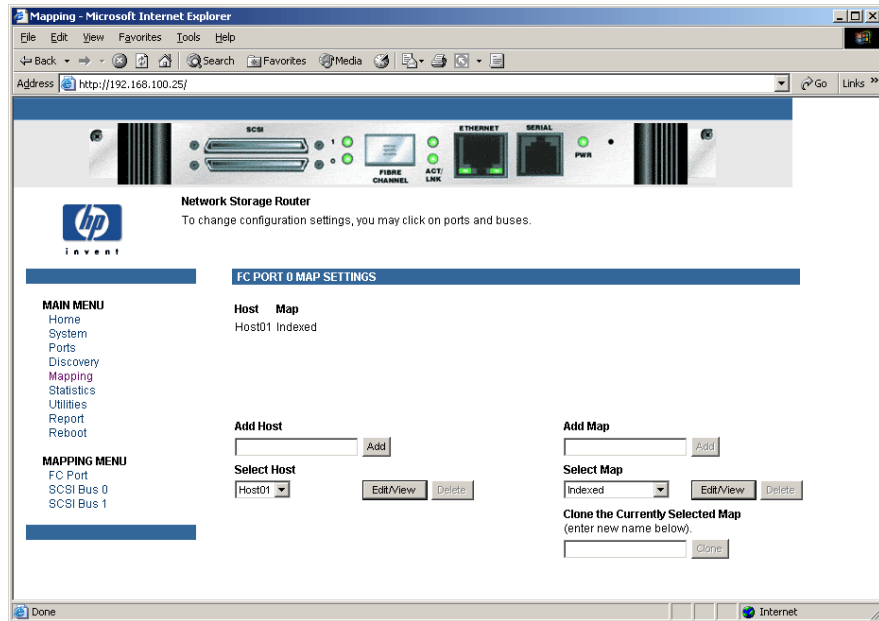 Mapping - Microsoft Internet Explorer
File Edit View Favorites Tools Help
Back Search Favorites Media
Address http://192.168.100.25/ Go Links »
SCSI ETHERNET SERIAL
1
0
FIBRE CHANNEL ACT/ LNK PWR
hp
invent
Network Storage Router
To change configuration settings, you may click on ports and buses.
FC PORT 0 MAP SETTINGS
MAIN MENU
Home
System
Ports
Discovery
Mapping
Statistics
Utilities
Report
Reboot
MAPPING MENU
FC Port
SCSI Bus 0
SCSI Bus 1
Host Map
Host01 Indexed
Add Host
Add
Select Host
Host01 Edit/View Delete
Add Map
Add
Select Map
Indexed Edit/View Delete
Clone the Currently Selected Map
(enter new name below).
Clone
Done Internet